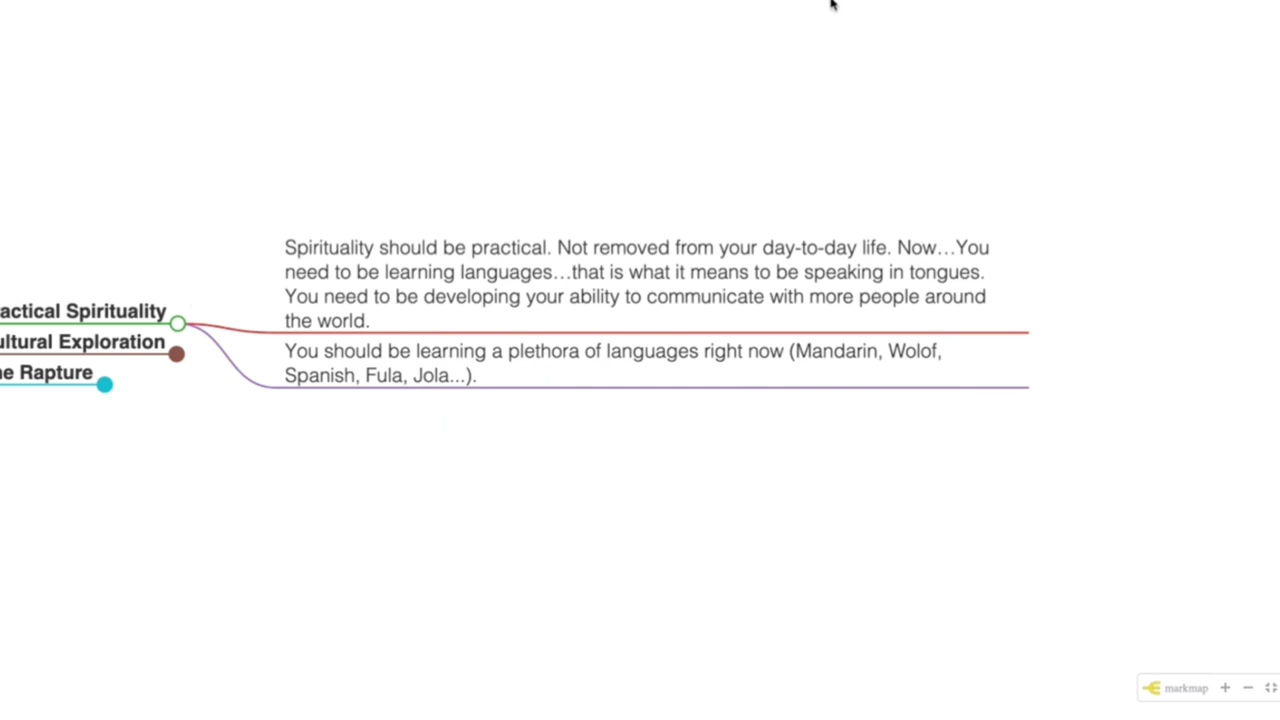 Spirituality should be practical. Not removed from your day-to-day life. Now…You
need to be learning languages…that is what it means to be speaking in tongues.
You need to be developing your ability to communicate with more people around
the world.
actical Spirituality
ultural Exploration
You should be learning a plethora of languages right now (Mandarin, Wolof,
Spanish, Fula, Jola...).
e Rapture
markmap